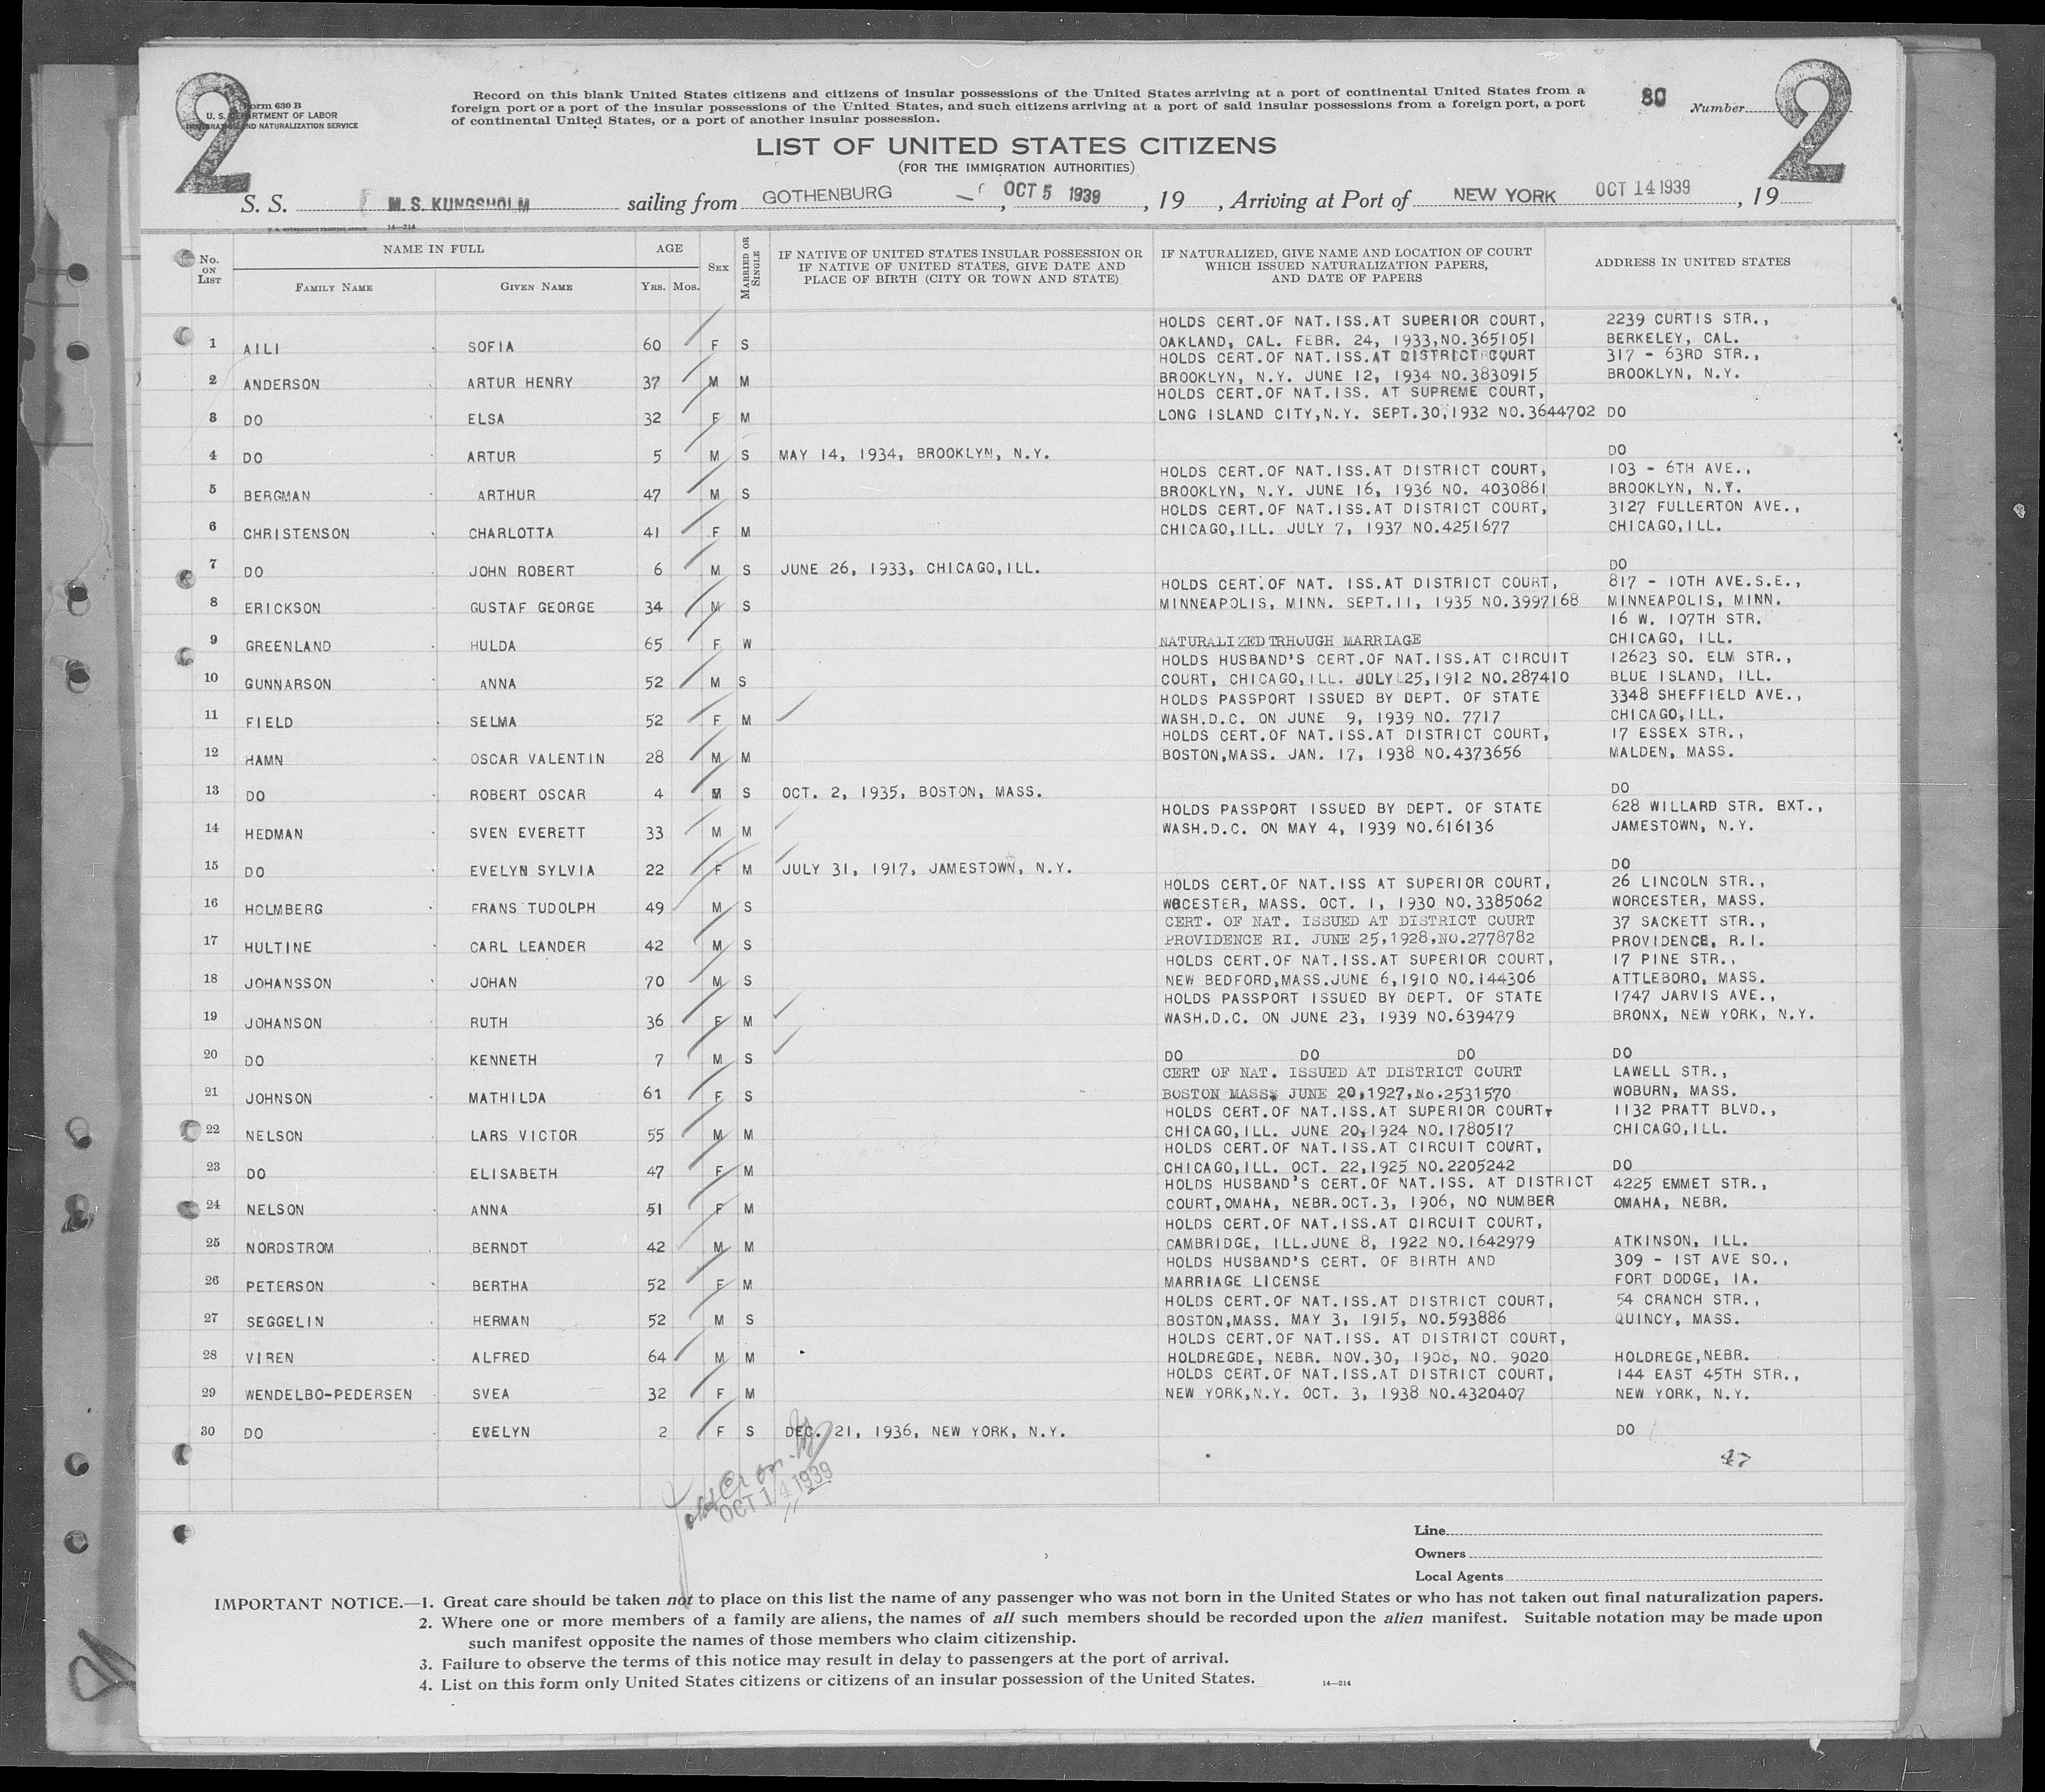 2 2
Form 630 B
U. S. DEPARTMENT OF LABOR
IMMIGRATION AND NATURALIZATION SERVICE
Record on this blank United States citizens and citizens of insular possessions of the United States arriving at a port of continental United States from a
foreign port or a port of the insular possessions of the United States, and such citizens arriving at a port of said insular possessions from a foreign port, a port
of continental United States, or a port of another insular possession.
80 Number
LIST OF UNITED STATES CITIZENS
(FOR THE IMMIGRATION AUTHORITIES)
S. S. M.S. KUNGSHOLM sailing from GOTHENBURG, OCT 5 1939, 19 , Arriving at Port of NEW YORK OCT 14 1939, 19
U. S. GOVERNMENT PRINTING OFFICE 14—214
No. ON LIST NAME IN FULL AGE SEX MARRIED OR SINGLE IF NATIVE OF UNITED STATES INSULAR POSSESSION OR IF NATIVE OF UNITED STATES, GIVE DATE AND PLACE OF BIRTH (CITY OR TOWN AND STATE) IF NATURALIZED, GIVE NAME AND LOCATION OF COURT WHICH ISSUED NATURALIZATION PAPERS, AND DATE OF PAPERS ADDRESS IN UNITED STATES
FAMILY NAME GIVEN NAME YRS. MOS.
HOLDS CERT.OF NAT.ISS.AT SUPERIOR COURT, 2239 CURTIS STR.,
1 AILI SOFIA 60 F S OAKLAND, CAL. FEBR. 24, 1933,NO.3651051 BERKELEY, CAL.
HOLDS CERT.OF NAT.ISS.AT DISTRICT COURT 317 - 63RD STR.,
2 ANDERSON ARTUR HENRY 37 M M BROOKLYN, N.Y. JUNE 12, 1934 NO.3830915 BROOKLYN, N.Y.
HOLDS CERT.OF NAT.ISS. AT SUPREME COURT,
3 DO ELSA 32 F M LONG ISLAND CITY,N.Y. SEPT.30,1932 NO.3644702 DO
4 DO ARTUR 5 M S MAY 14, 1934, BROOKLYN, N.Y. DO
HOLDS CERT.OF NAT.ISS.AT DISTRICT COURT, 103 - 6TH AVE.,
5 BERGMAN ARTHUR 47 M S BROOKLYN, N.Y. JUNE 16, 1936 NO. 4030861 BROOKLYN, N.Y.
HOLDS CERT.OF NAT.ISS.AT DISTRICT COURT, 3127 FULLERTON AVE.,
6 CHRISTENSON CHARLOTTA 41 F M CHICAGO,ILL. JULY 7, 1937 NO.4251677 CHICAGO,ILL.
7 DO JOHN ROBERT 6 M S JUNE 26, 1933, CHICAGO,ILL. DO
HOLDS CERT.OF NAT. ISS.AT DISTRICT COURT, 817 - 10TH AVE.S.E.,
8 ERICKSON GUSTAF GEORGE 34 M S MINNEAPOLIS, MINN. SEPT.11, 1935 NO.3997168 MINNEAPOLIS, MINN.
16 W. 107TH STR.
9 GREENLAND HULDA 65 F W NATURALIZED TRHOUGH MARRIAGE CHICAGO, ILL.
HOLDS HUSBAND'S CERT.OF NAT.ISS.AT CIRCUIT 12623 SO. ELM STR.,
10 GUNNARSON ANNA 52 M S COURT, CHICAGO,ILL. JULY 25,1912 NO.287410 BLUE ISLAND, ILL.
HOLDS PASSPORT ISSUED BY DEPT. OF STATE 3348 SHEFFIELD AVE.,
11 FIELD SELMA 52 F M WASH.D.C. ON JUNE 9, 1939 NO. 7717 CHICAGO,ILL.
HOLDS CERT.OF NAT.ISS.AT DISTRICT COURT, 17 ESSEX STR.,
12 HAMN OSCAR VALENTIN 28 M M BOSTON,MASS. JAN. 17, 1938 NO.4373656 MALDEN, MASS.
13 DO ROBERT OSCAR 4 M S OCT. 2, 1935, BOSTON, MASS. DO
HOLDS PASSPORT ISSUED BY DEPT. OF STATE 628 WILLARD STR. BXT.,
14 HEDMAN SVEN EVERETT 33 M M WASH.D.C. ON MAY 4, 1939 NO.616136 JAMESTOWN, N.Y.
15 DO EVELYN SYLVIA 22 F M JULY 31, 1917, JAMESTOWN, N.Y. DO
HOLDS CERT.OF NAT.ISS AT SUPERIOR COURT, 26 LINCOLN STR.,
16 HOLMBERG FRANS TUDOLPH 49 M S WOCESTER, MASS. OCT. 1, 1930 NO.3385062 WORCESTER, MASS.
CERT. OF NAT. ISSUED AT DISTRICT COURT 37 SACKETT STR.,
17 HULTINE CARL LEANDER 42 M S PROVIDENCE RI. JUNE 25,1928,NO.2778782 PROVIDENCE, R.I.
HOLDS CERT.OF NAT.ISS.AT SUPERIOR COURT, 17 PINE STR.,
18 JOHANSSON JOHAN 70 M S NEW BEDFORD,MASS.JUNE 6,1910 NO.144306 ATTLEBORO, MASS.
HOLDS PASSPORT ISSUED BY DEPT. OF STATE 1747 JARVIS AVE.,
19 JOHANSON RUTH 36 F M WASH.D.C. ON JUNE 23, 1939 NO.639479 BRONX, NEW YORK, N.Y.
20 DO KENNETH 7 M S DO DO DO DO
CERT OF NAT. ISSUED AT DISTRICT COURT LAWELL STR.,
21 JOHNSON MATHILDA 61 F S BOSTON MASS. JUNE 20,1927,No.2531570 WOBURN, MASS.
HOLDS CERT.OF NAT.ISS.AT SUPERIOR COURT, 1132 PRATT BLVD.,
22 NELSON LARS VICTOR 55 M M CHICAGO,ILL. JUNE 20,1924 NO.1780517 CHICAGO,ILL.
HOLDS CERT.OF NAT.ISS.AT CIRCUIT COURT,
23 DO ELISABETH 47 F M CHICAGO,ILL. OCT. 22,1925 NO.2205242 DO
HOLDS HUSBAND'S CERT.OF NAT.ISS. AT DISTRICT 4225 EMMET STR.,
24 NELSON ANNA 51 F M COURT,OMAHA, NEBR.OCT.3, 1906, NO NUMBER OMAHA, NEBR.
HOLDS CERT.OF NAT.ISS.AT CIRCUIT COURT,
25 NORDSTROM BERNDT 42 M M CAMBRIDGE, ILL.JUNE 8, 1922 NO.1642979 ATKINSON, ILL.
HOLDS HUSBAND'S CERT. OF BIRTH AND 309 - 1ST AVE SO.,
26 PETERSON BERTHA 52 F M MARRIAGE LICENSE FORT DODGE, IA.
HOLDS CERT.OF NAT.ISS.AT DISTRICT COURT, 54 CRANCH STR.,
27 SEGGELIN HERMAN 52 M S BOSTON,MASS. MAY 3, 1915, NO.593886 QUINCY, MASS.
HOLDS CERT.OF NAT.ISS. AT DISTRICT COURT,
28 VIREN ALFRED 64 M M HOLDREGDE, NEBR. NOV.30, 1908, NO. 9020 HOLDREGE,NEBR.
HOLDS CERT.OF NAT.ISS.AT DISTRICT COURT, 144 EAST 45TH STR.,
29 WENDELBO-PEDERSEN SVEA 32 F M NEW YORK,N.Y. OCT. 3, 1938 NO.4320407 NEW YORK, N.Y.
30 DO EVELYN 2 F S DEC. 21, 1936, NEW YORK, N.Y. DO
47
OCT 14 1939
Line
Owners
Local Agents
IMPORTANT NOTICE.—1. Great care should be taken not to place on this list the name of any passenger who was not born in the United States or who has not taken out final naturalization papers.
2. Where one or more members of a family are aliens, the names of all such members should be recorded upon the alien manifest. Suitable notation may be made upon
such manifest opposite the names of those members who claim citizenship.
3. Failure to observe the terms of this notice may result in delay to passengers at the port of arrival.
4. List on this form only United States citizens or citizens of an insular possession of the United States.
14—214